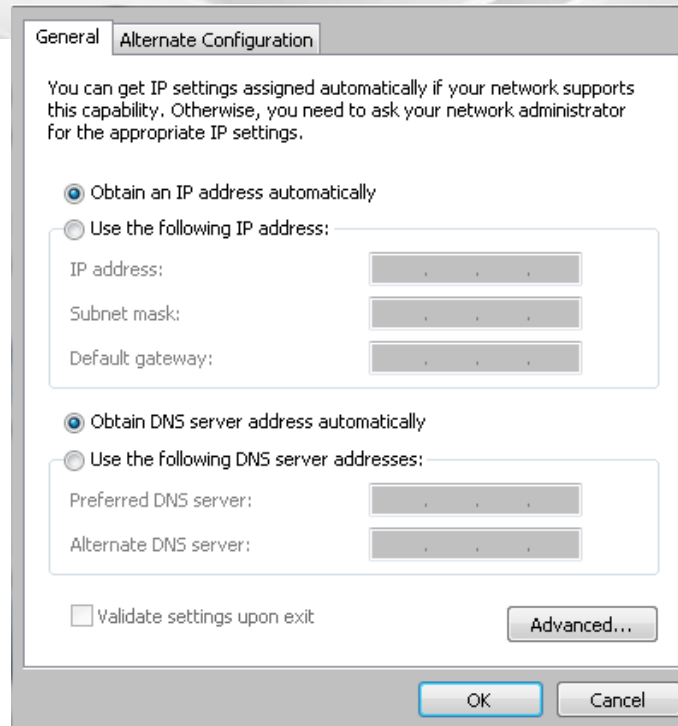 General
Alternate Configuration
You can get IP settings assigned automatically if your network supports
this capability. Otherwise, you need to ask your network administrator
for the appropriate IP settings.
Obtain an IP address automatically
Use the following IP address:
IP address:
Subnet mask:
Default gateway:
Obtain DNS server address automatically
Use the following DNS server addresses:
Preferred DNS server:
Alternate DNS server:
Validate settings upon exit
Advanced...
OK
Cancel